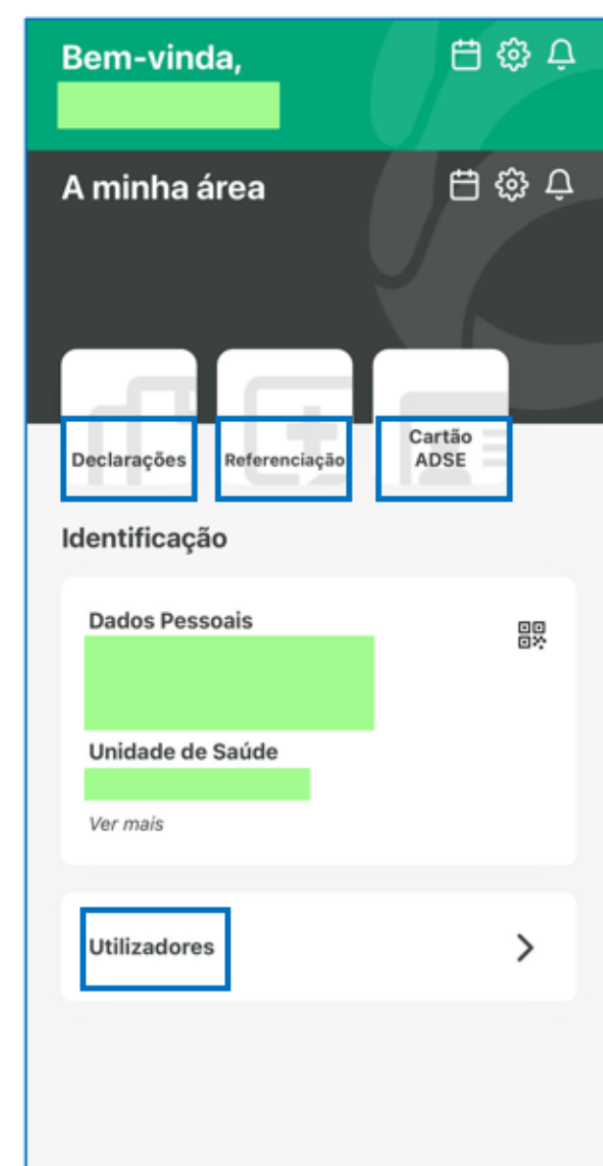 Bem-vinda,
A minha área
Declarações
Referenciação
Cartão
ADSE
Identificação
Dados Pessoais
Unidade de Saúde
Ver mais
Utilizadores